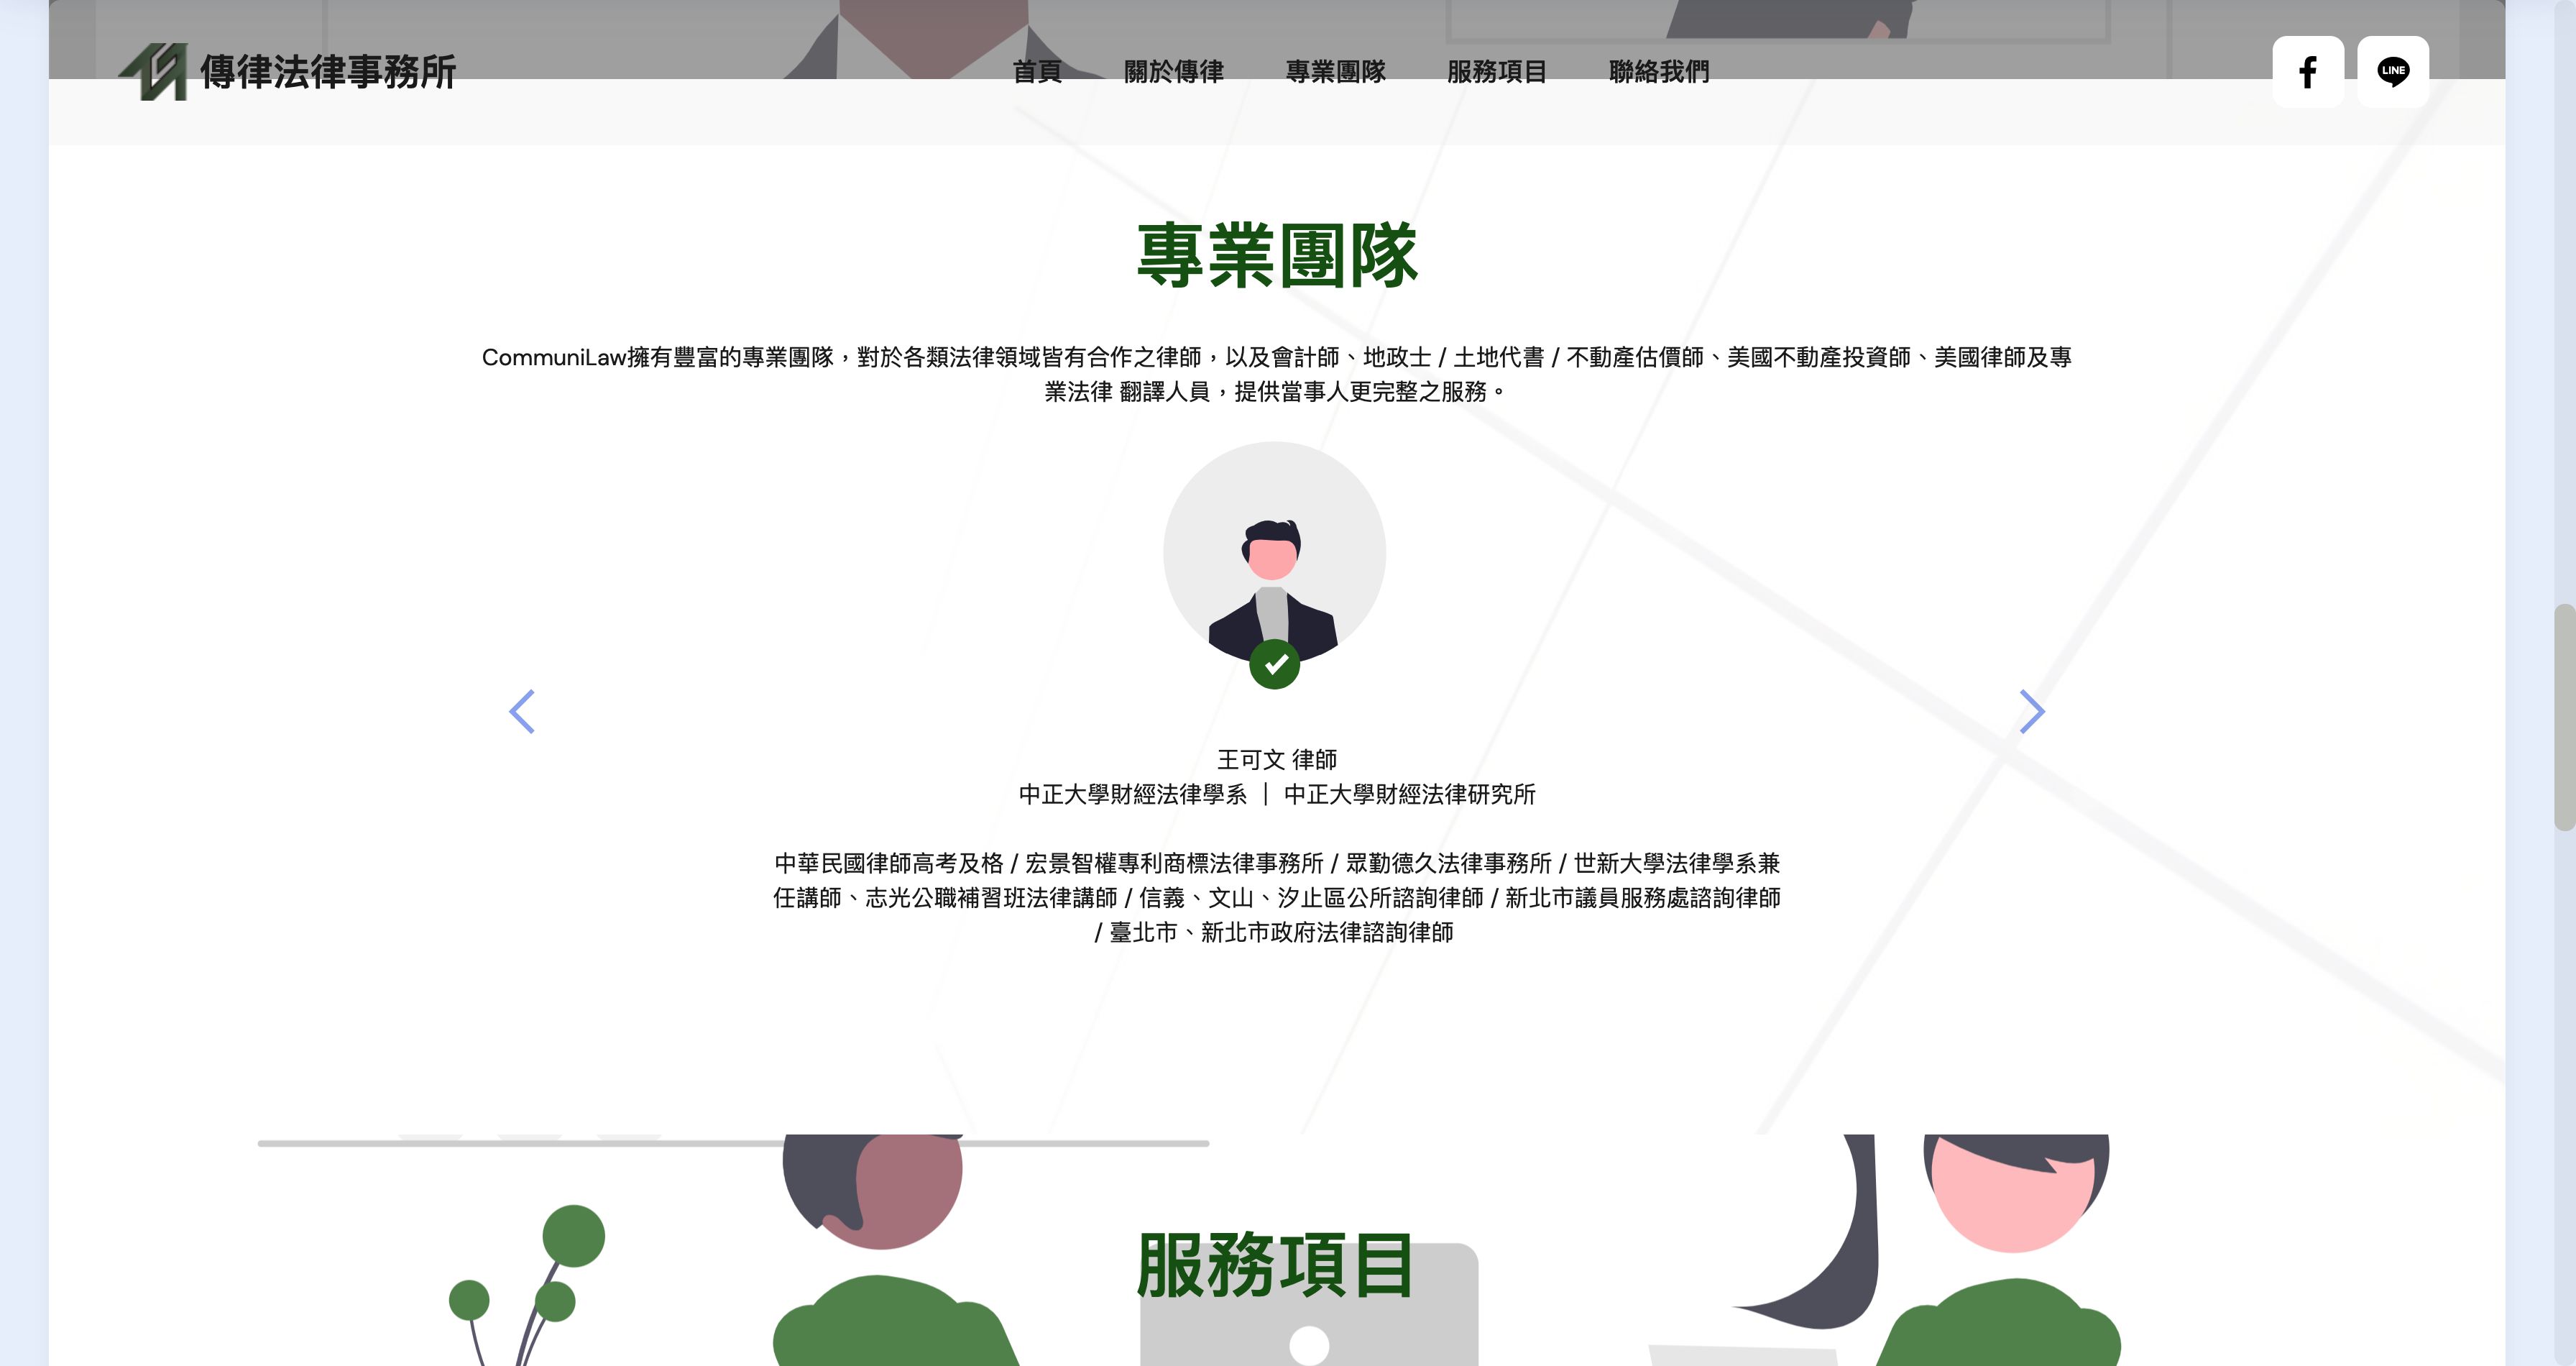 傳律法律事務所
首頁 關於傳律 專業團隊 服務項目 聯絡我們
LINE
專業團隊
CommuniLaw擁有豐富的專業團隊，對於各類法律領域皆有合作之律師，以及會計師、地政士 / 土地代書 / 不動產估價師、美國不動產投資師、美國律師及專
業法律 翻譯人員，提供當事人更完整之服務。
王可文 律師
中正大學財經法律學系 ｜ 中正大學財經法律研究所
中華民國律師高考及格 / 宏景智權專利商標法律事務所 / 眾勤德久法律事務所 / 世新大學法律學系兼
任講師、志光公職補習班法律講師 / 信義、文山、汐止區公所諮詢律師 / 新北市議員服務處諮詢律師
/ 臺北市、新北市政府法律諮詢律師
服務項目